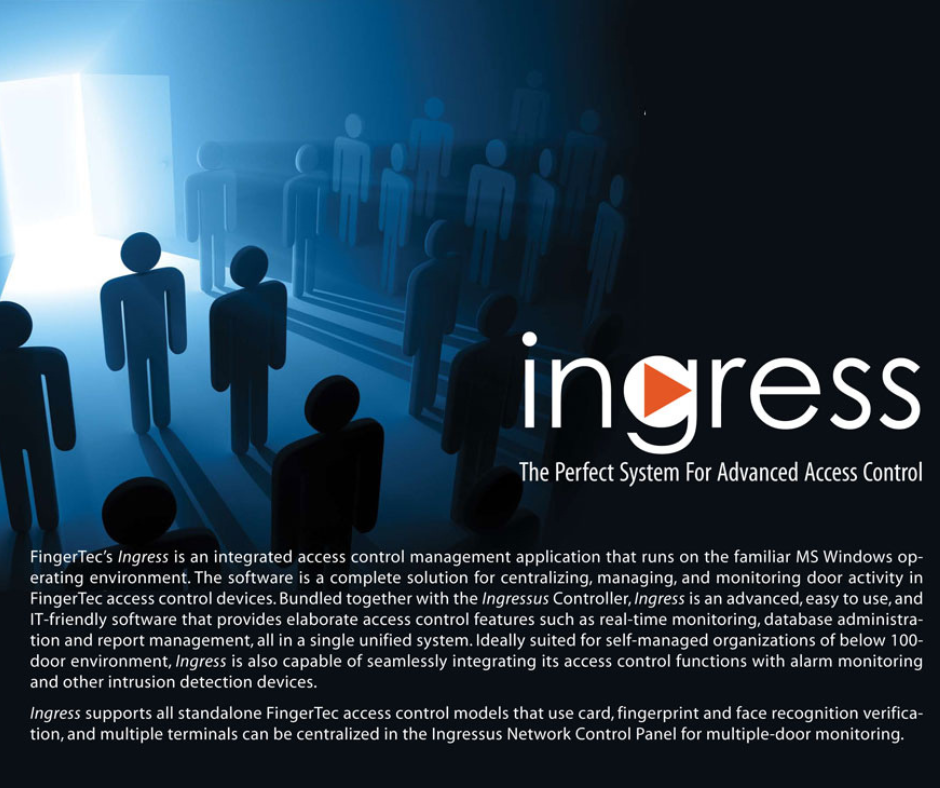 ingress
The Perfect System For Advanced Access Control
FingerTec's Ingress is an integrated access control management application that runs on the familiar MS Windows op-
erating environment. The software is a complete solution for centralizing, managing, and monitoring door activity in
FingerTec access control devices. Bundled together with the Ingressus Controller, Ingress is an advanced, easy to use, and
IT-friendly software that provides elaborate access control features such as real-time monitoring, database administra-
tion and report management, all in a single unified system. Ideally suited for self-managed organizations of below 100-
door environment, Ingress is also capable of seamlessly integrating its access control functions with alarm monitoring
and other intrusion detection devices.
Ingress supports all standalone FingerTec access control models that use card, fingerprint and face recognition verifica-
tion, and multiple terminals can be centralized in the Ingressus Network Control Panel for multiple-door monitoring.